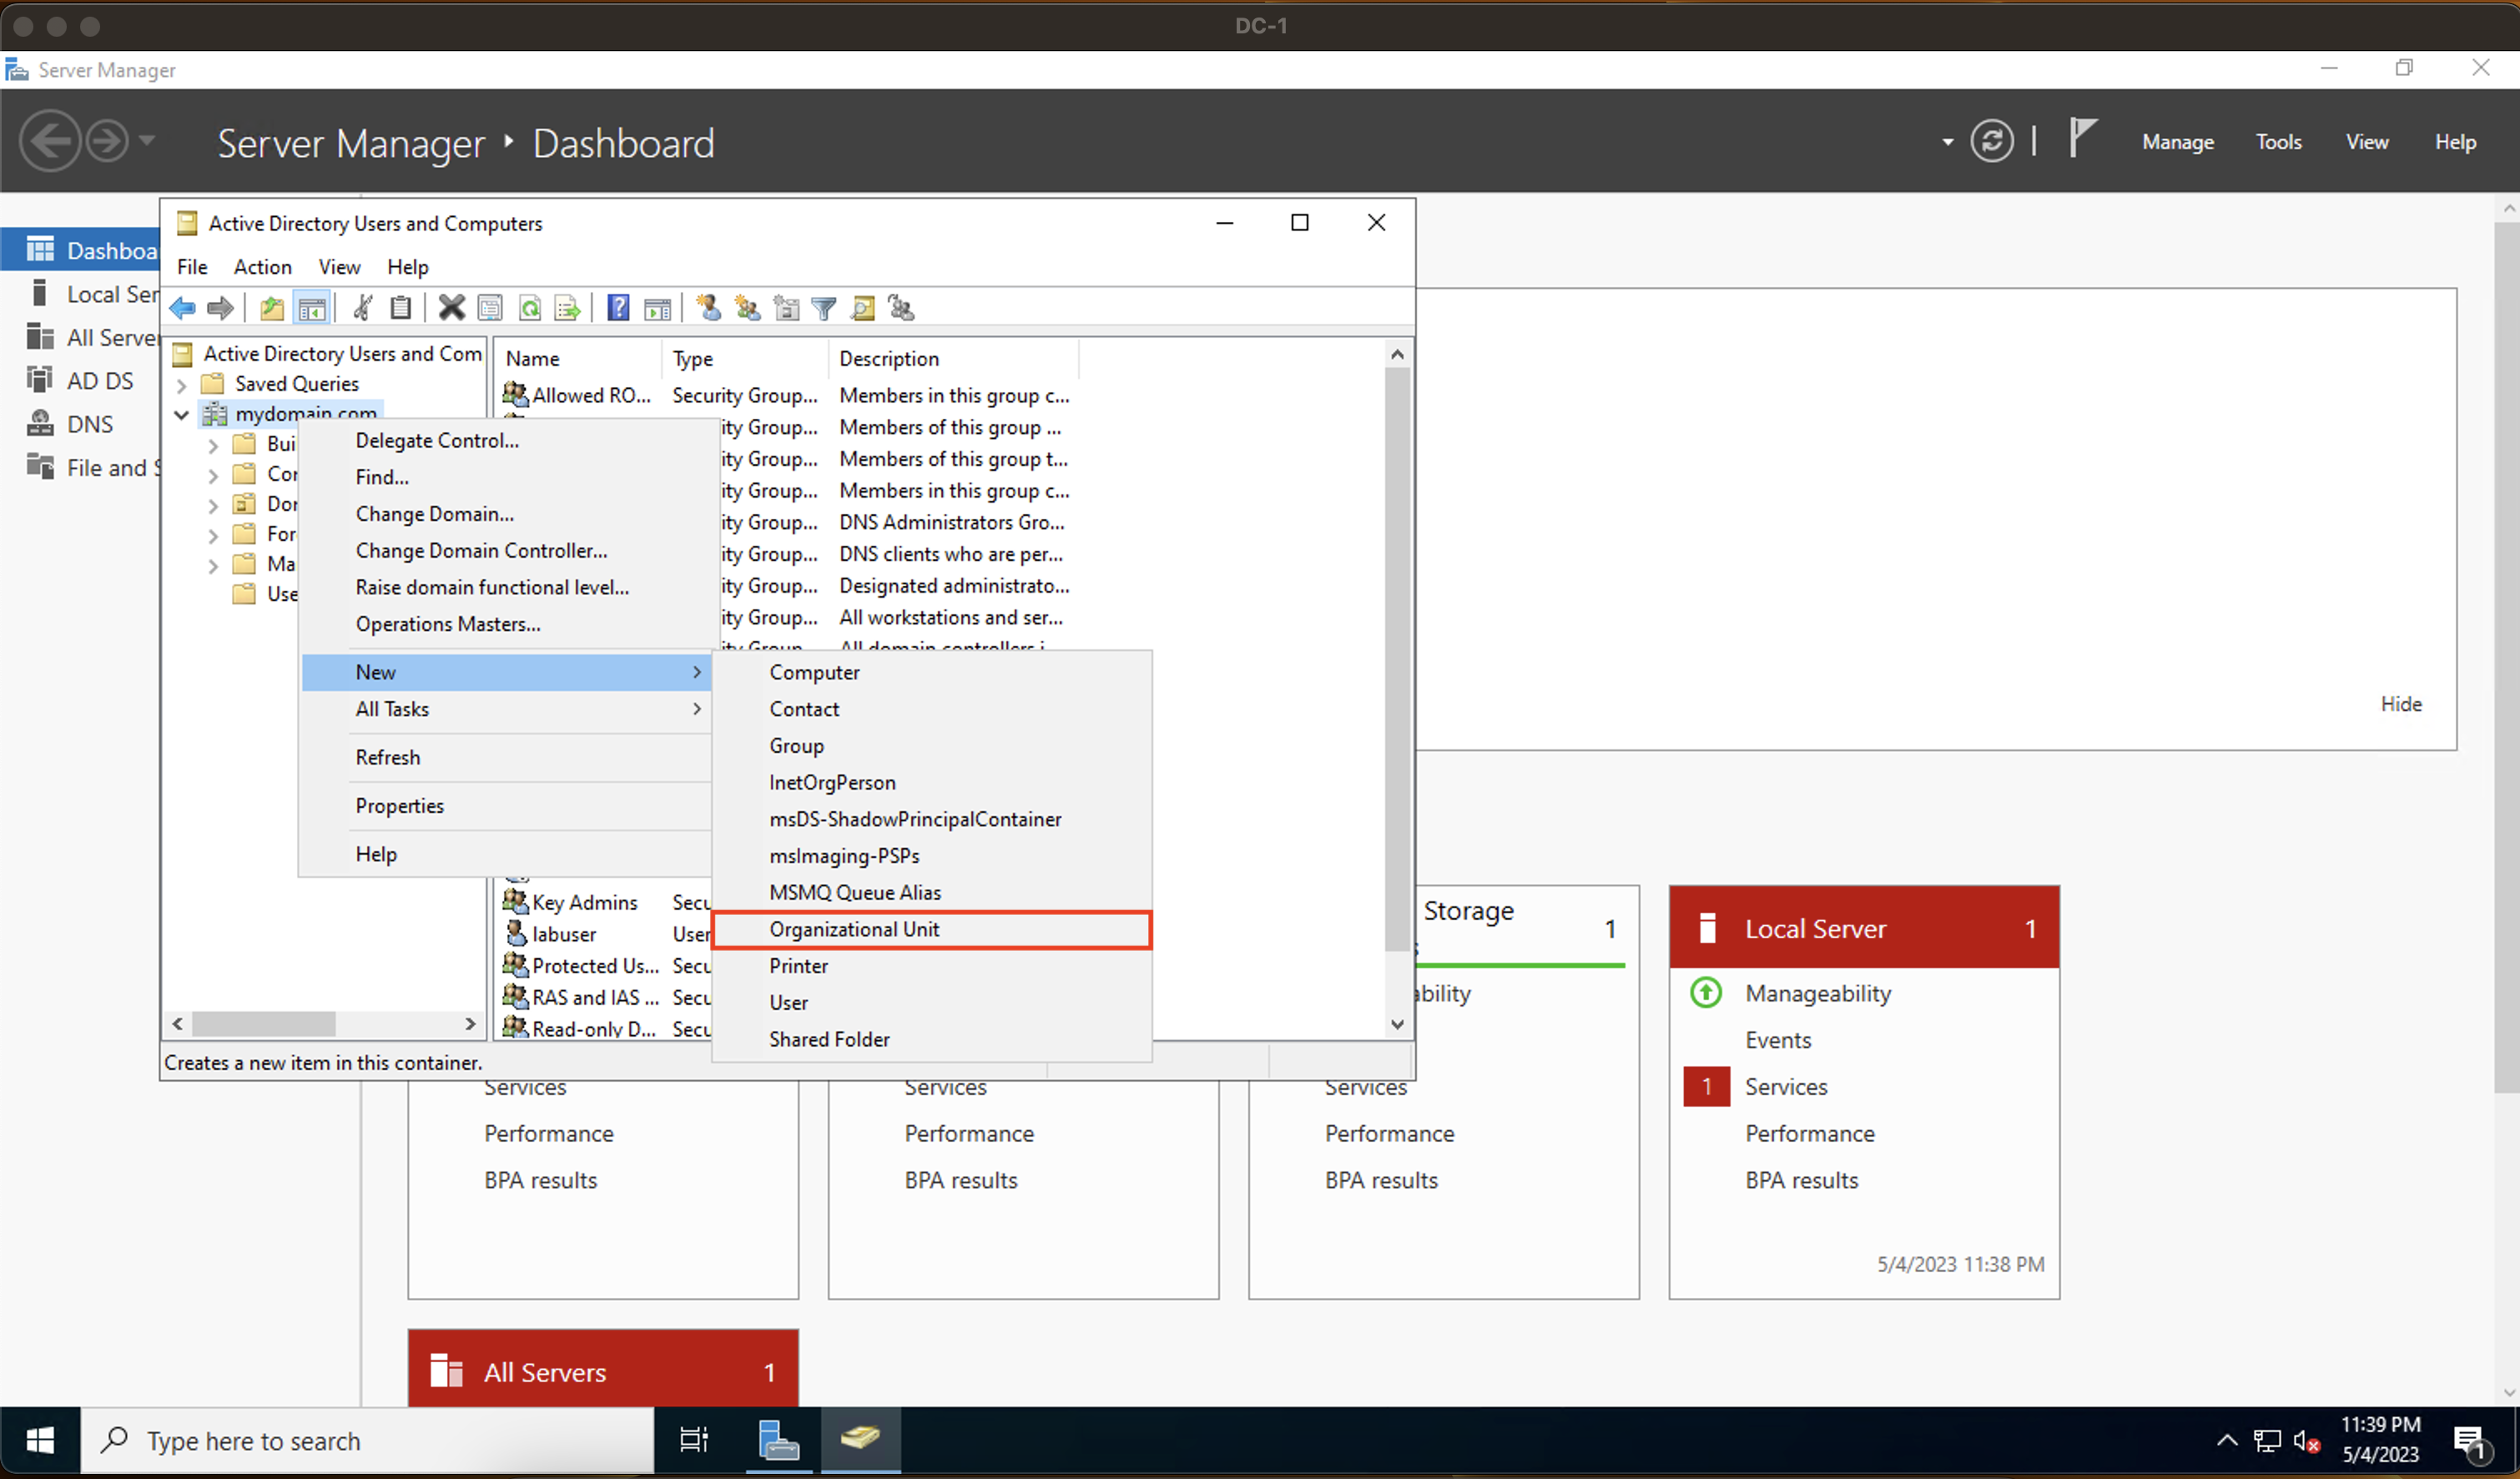 DC-1
Server Manager
Server Manager ‣ Dashboard
Manage Tools View Help
Dashboa
Local Ser
All Server
AD DS
DNS
File and S
Active Directory Users and Computers
File Action View Help
Active Directory Users and Com
Saved Queries
mydomain.com
Bui
Cor
Dor
For
Ma
Use
Name Type Description
Allowed RO... Security Group... Members in this group c...
ity Group... Members of this group ...
ity Group... Members of this group t...
ity Group... Members in this group c...
ity Group... DNS Administrators Gro...
ity Group... DNS clients who are per...
ity Group... Designated administrato...
ity Group... All workstations and ser...
ity Group... All domain controllers i...
Key Admins Secu
labuser User
Protected Us... Secu
RAS and IAS ... Secu
Read-only D... Secu
Delegate Control...
Find...
Change Domain...
Change Domain Controller...
Raise domain functional level...
Operations Masters...
New
All Tasks
Refresh
Properties
Help
Computer
Contact
Group
InetOrgPerson
msDS-ShadowPrincipalContainer
msImaging-PSPs
MSMQ Queue Alias
Organizational Unit
Printer
User
Shared Folder
Creates a new item in this container.
Hide
Services
Performance
BPA results
Services
Performance
BPA results
Storage 1
s
ability
Services
Performance
BPA results
Local Server 1
Manageability
Events
1 Services
Performance
BPA results
5/4/2023 11:38 PM
All Servers 1
Type here to search
11:39 PM
5/4/2023
1